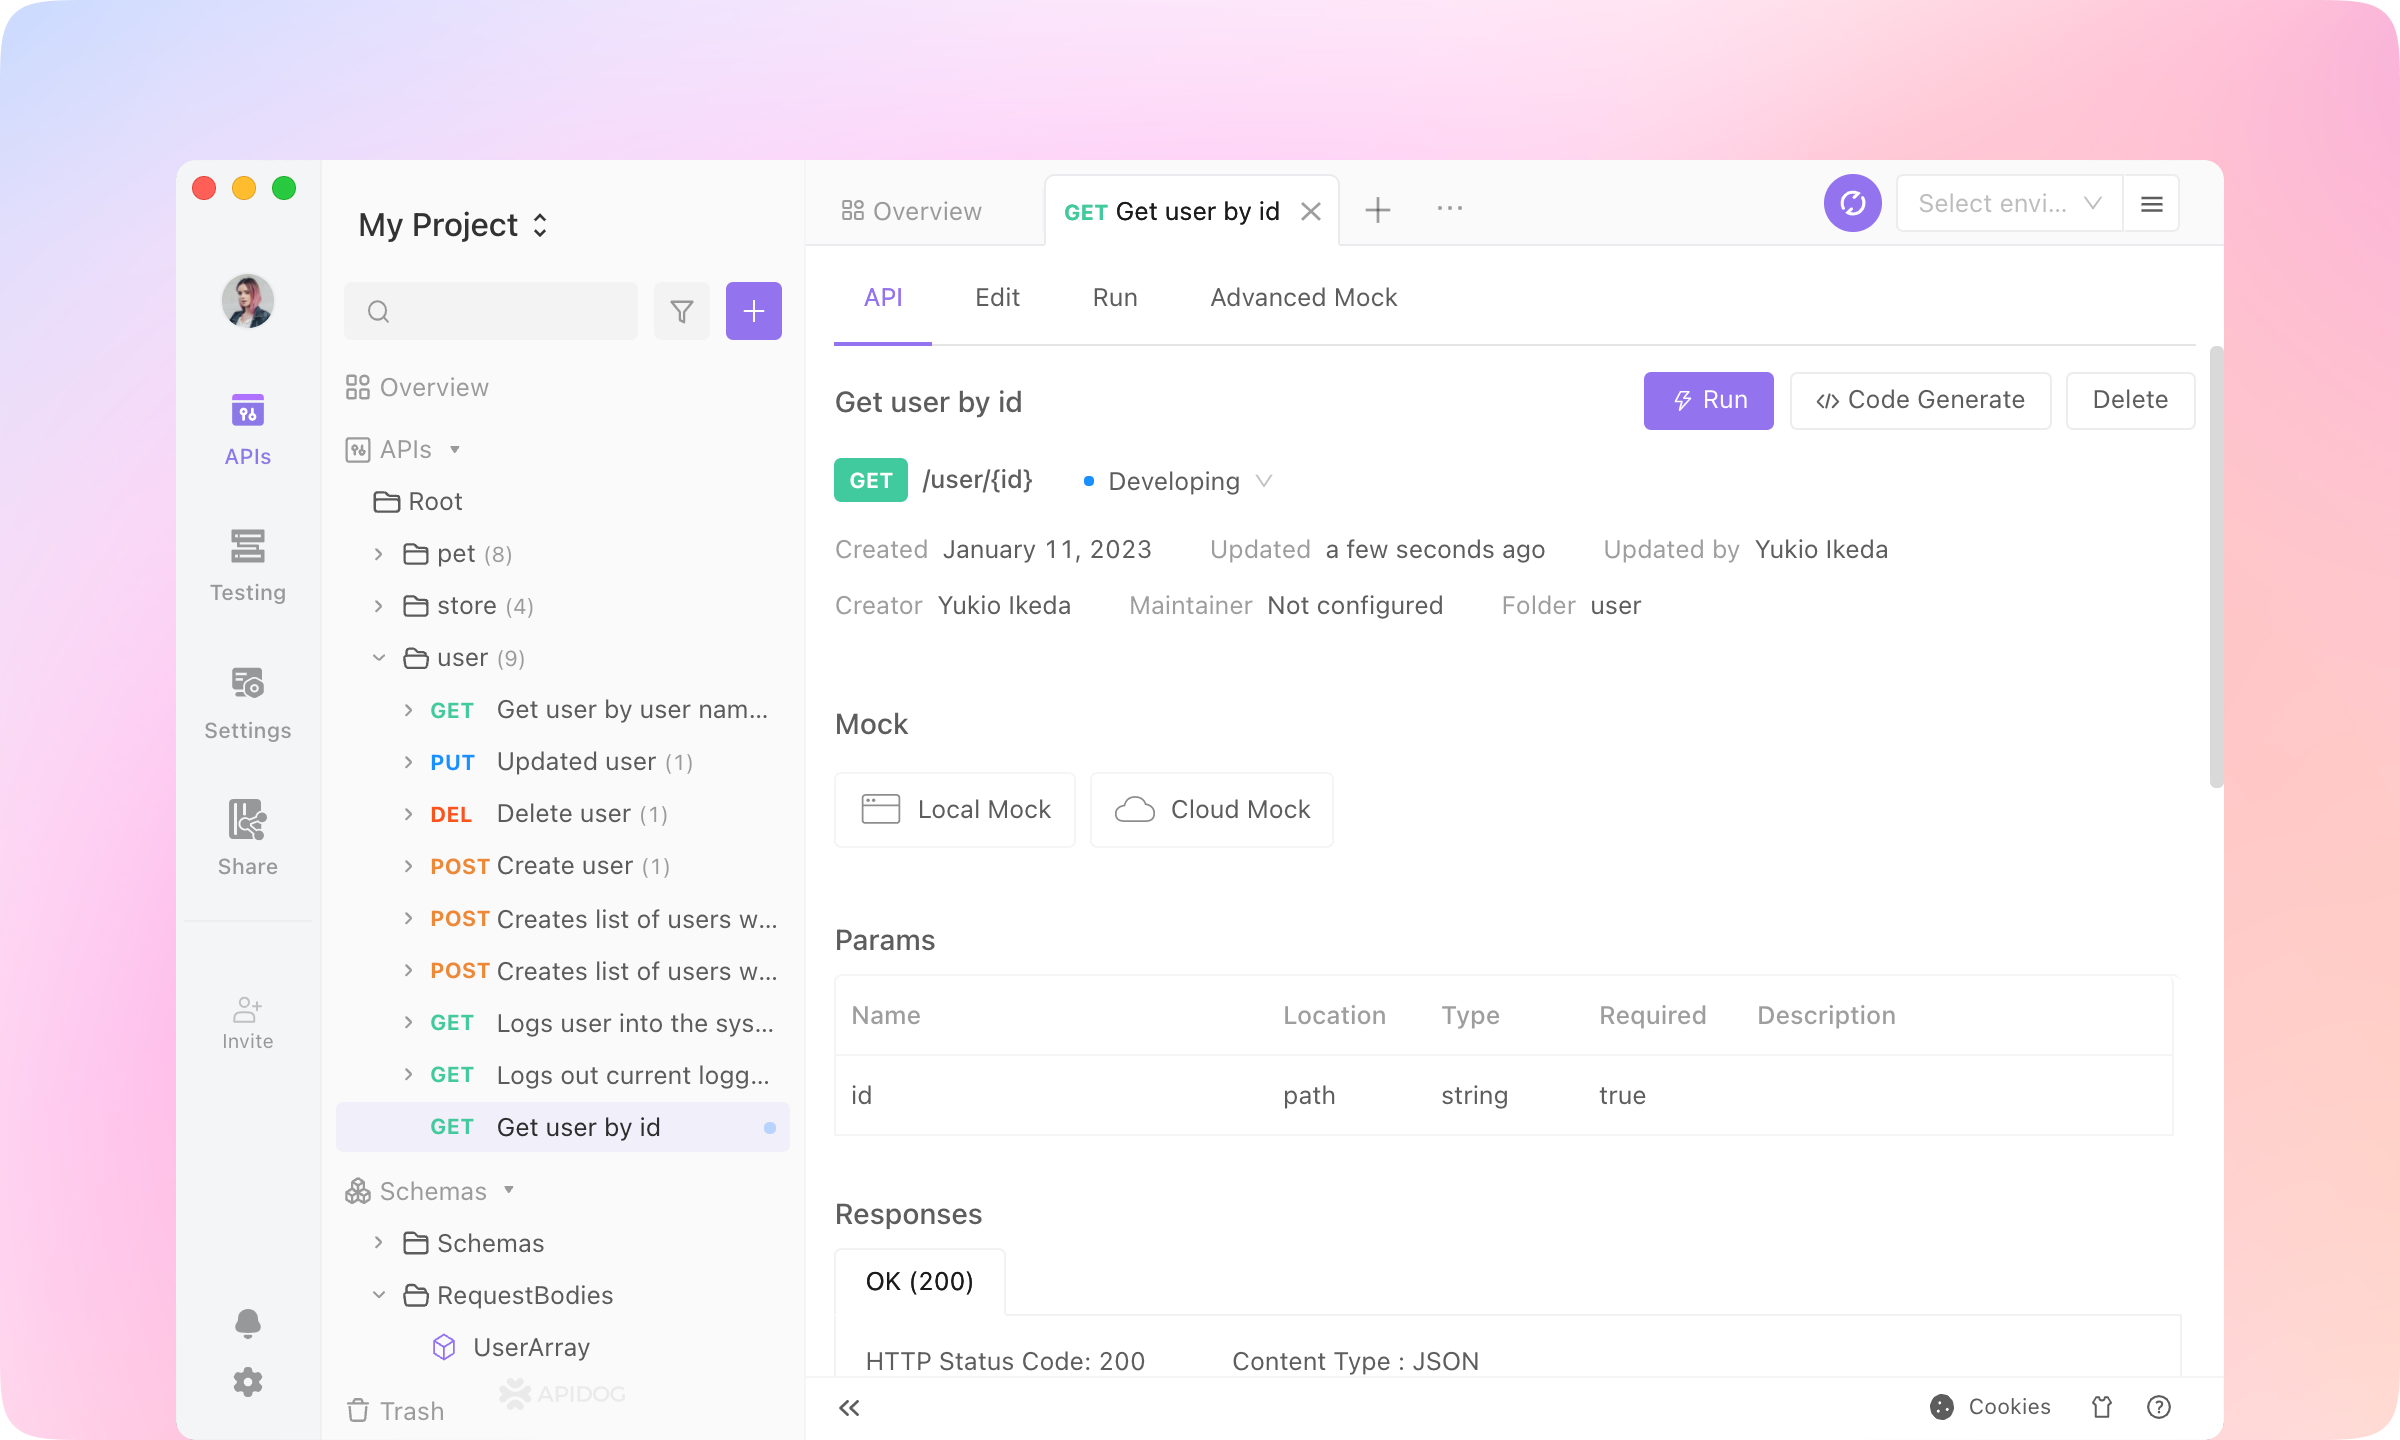 My Project
APIs
Testing
Settings
Share
Invite
Overview
APIs
Root
pet (8)
store (4)
user (9)
GET Get user by user nam...
PUT Updated user (1)
DEL Delete user (1)
POST Create user (1)
POST Creates list of users w...
POST Creates list of users w...
GET Logs user into the sys...
GET Logs out current logg...
GET Get user by id
Schemas
Schemas
RequestBodies
UserArray
Trash
APIDOG
Overview
GET Get user by id
Select envi...
API Edit Run Advanced Mock
Get user by id
Run
</> Code Generate
Delete
GET /user/{id} Developing
Created January 11, 2023 Updated a few seconds ago Updated by Yukio Ikeda
Creator Yukio Ikeda Maintainer Not configured Folder user
Mock
Local Mock
Cloud Mock
Params
Name Location Type Required Description
id path string true
Responses
OK (200)
HTTP Status Code: 200 Content Type : JSON
Cookies